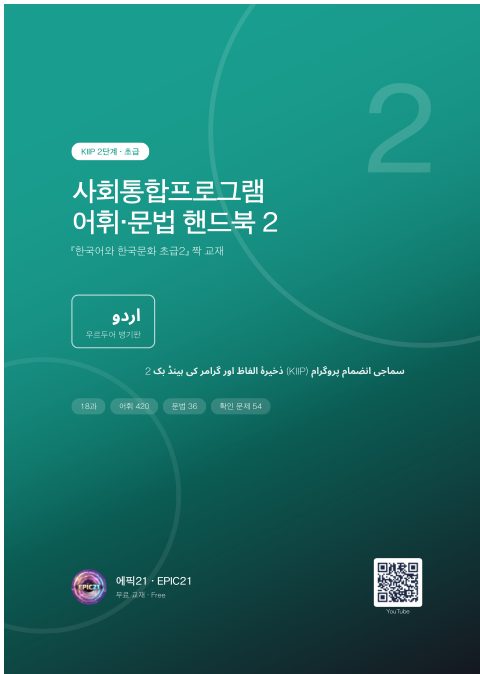 2
KIIP 2단계 · 초급
사회통합프로그램
어휘·문법 핸드북 2
『한국어와 한국문화 초급2』 짝 교재
اردو
우르두어 병기판
سماجی انضمام پروگرام (KIIP) ذخیرۂ الفاظ اور گرامر کی ہینڈ بک 2
18과
어휘 420
문법 36
확인 문제 54
EPIC21
에픽21 · EPIC21
무료 교재 · Free
YouTube